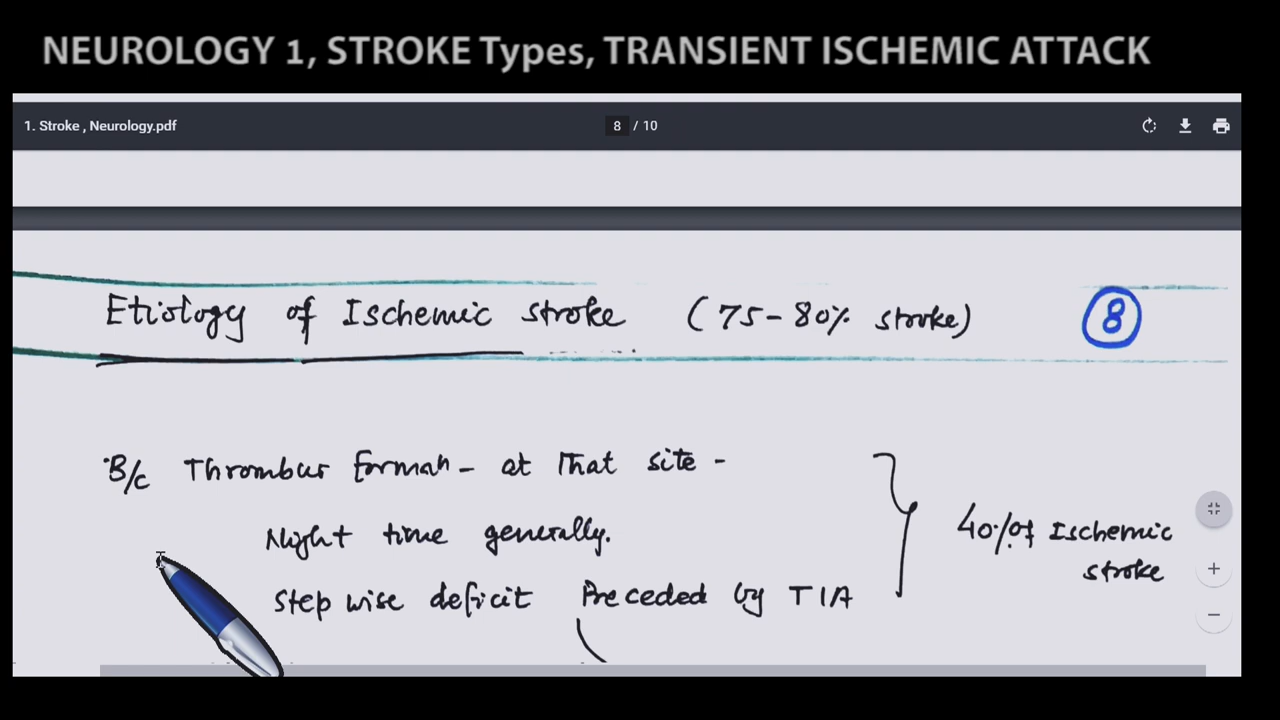 NEUROLOGY 1, STROKE Types, TRANSIENT ISCHEMIC ATTACK
1. Stroke , Neurology.pdf
8 / 10
Etiology of Ischemic stroke (75-80% stroke) 8
B/c Thrombus forman - at that site -
Night time generally.
Step wise deficit Preceded by TIA
40% of Ischemic
stroke